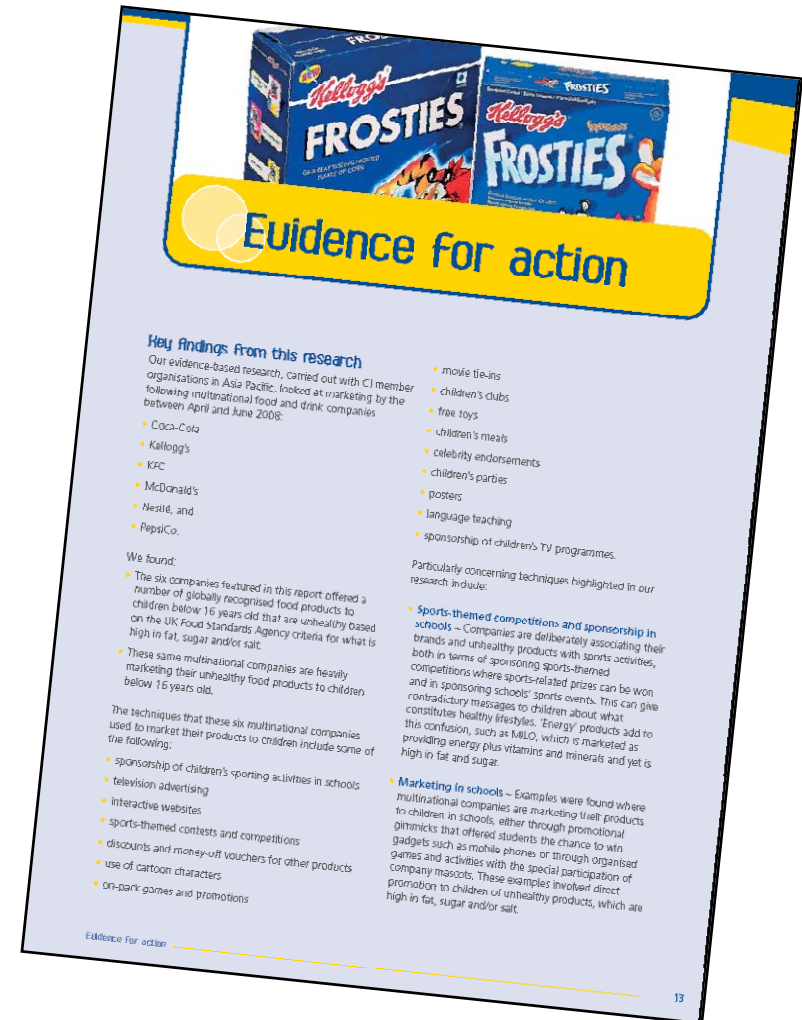 FROSTIES
Kellogg's
FROSTIES
Kellogg's
FROSTIES
Evidence for action
Key findings from this research
Our evidence-based research, carried out with CI member
organisations in Asia Pacific, looked at marketing by the
following multinational food and drink companies
between April and June 2008:
• Coca-Cola
• Kellogg's
• KFC
• McDonald's
• Nestlé, and
• PepsiCo.
We found:
• The six companies featured in this report offered a
number of globally recognised food products to
children below 16 years old that are unhealthy based
on the UK Food Standards Agency criteria for what is
high in fat, sugar and/or salt.
• These same multinational companies are heavily
marketing their unhealthy food products to children
below 16 years old.
The techniques that these six multinational companies
used to market their products to children include some of
the following:
• sponsorship of children's sporting activities in schools
• television advertising
• interactive websites
• sports-themed contests and competitions
• discounts and money-off vouchers for other products
• use of cartoon characters
• on-pack games and promotions
• movie tie-ins
• children's clubs
• free toys
• children's meals
• celebrity endorsements
• children's parties
• posters
• language teaching
• sponsorship of children's TV programmes.
Particularly concerning techniques highlighted in our
research include:
• Sports-themed competitions and sponsorship in
schools – Companies are deliberately associating their
brands and unhealthy products with sports activities,
both in terms of sponsoring sports-themed
competitions where sports-related prizes can be won
and in sponsoring schools' sports events. This can give
contradictory messages to children about what
constitutes healthy lifestyles. 'Energy' products add to
this confusion, such as MILO, which is marketed as
providing energy plus vitamins and minerals and yet is
high in fat and sugar.
• Marketing in schools – Examples were found where
multinational companies are marketing their products
to children in schools, either through promotional
gimmicks that offered students the chance to win
gadgets such as mobile phones or through organised
games and activities with the special participation of
company mascots. These examples involved direct
promotion to children of unhealthy products, which are
high in fat, sugar and/or salt.
Evidence for action
13